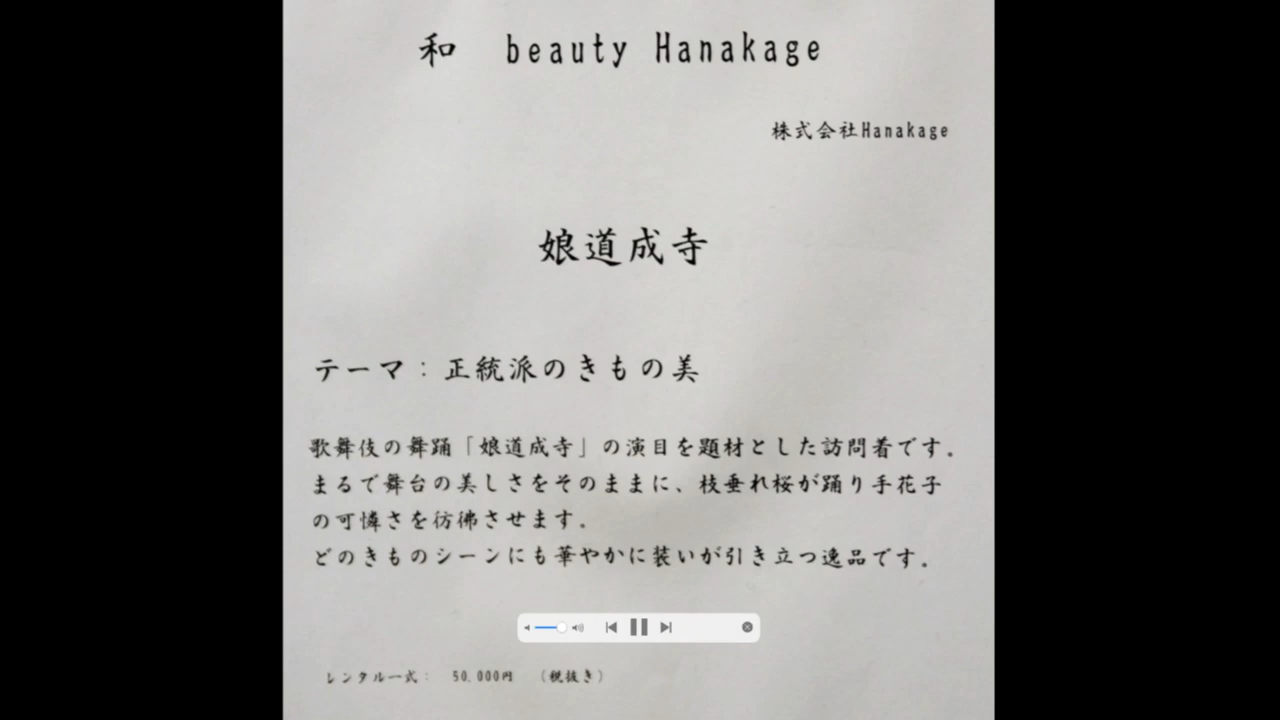 和　beauty Hanakage
株式会社Hanakage
娘道成寺
テーマ：正統派のきもの美
歌舞伎の舞踊「娘道成寺」の演目を題材とした訪問着です。
まるで舞台の美しさをそのままに、枝垂れ桜が踊り手花子
の可憐さを彷彿させます。
どのきものシーンにも華やかに装いが引き立つ逸品です。
レンタル一式：　50,000円　（税抜き）